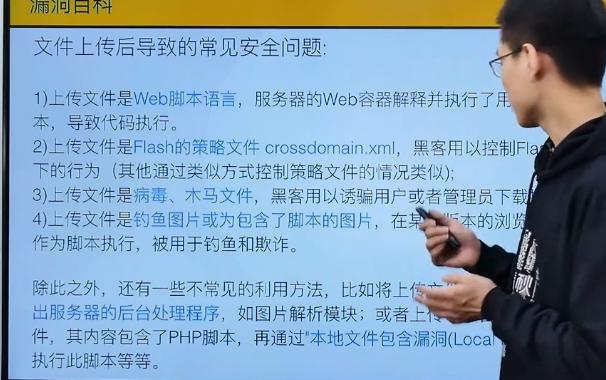 漏洞百科
文件上传后导致的常见安全问题:
1)上传文件是Web脚本语言，服务器的Web容器解释并执行了用
本，导致代码执行。
2)上传文件是Flash的策略文件 crossdomain.xml，黑客用以控制Fla
下的行为（其他通过类似方式控制策略文件的情况类似);
3)上传文件是病毒、木马文件，黑客用以诱骗用户或者管理员下载
4)上传文件是钓鱼图片或为包含了脚本的图片，在某 版本的浏览
作为脚本执行，被用于钓鱼和欺诈。
除此之外，还有一些不常见的利用方法，比如将上传
出服务器的后台处理程序，如图片解析模块；或者上传
件，其内容包含了PHP脚本，再通过"本地文件包含漏洞(Local
执行此脚本等等。